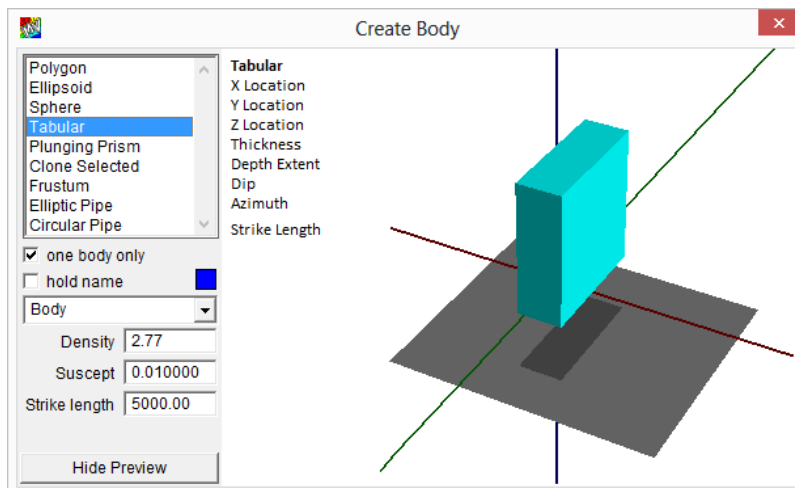 Create Body
Polygon
Ellipsoid
Sphere
Tabular
Plunging Prism
Clone Selected
Frustum
Elliptic Pipe
Circular Pipe
one body only
hold name
Body
Density 2.77
Suscept 0.010000
Strike length 5000.00
Hide Preview
Tabular
X Location
Y Location
Z Location
Thickness
Depth Extent
Dip
Azimuth
Strike Length